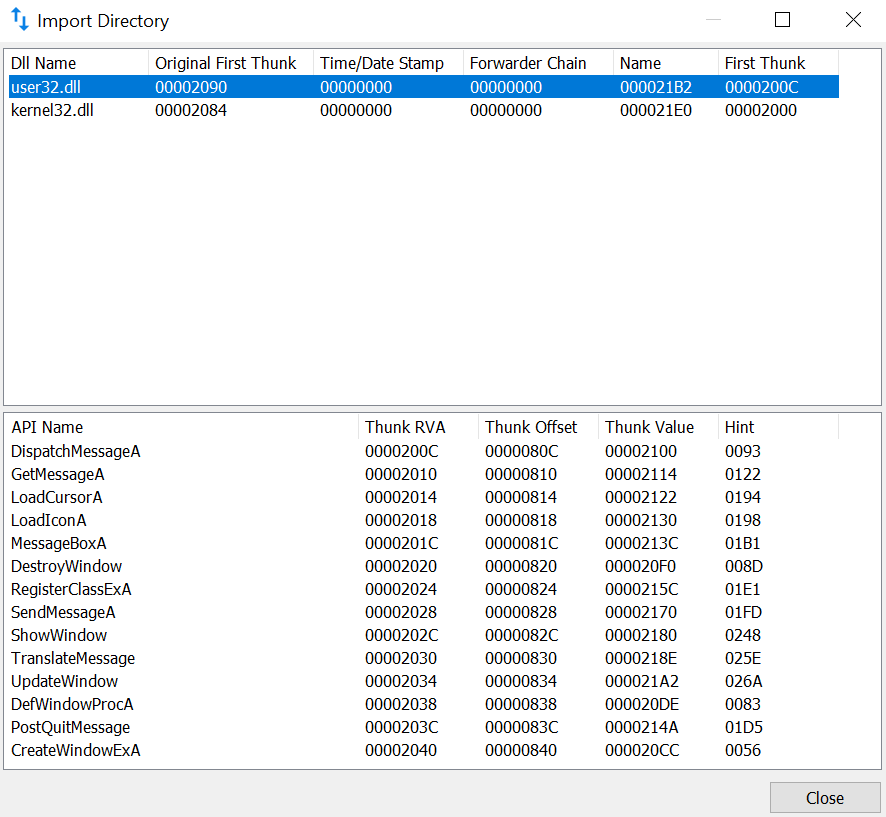 Import Directory
Dll Name Original First Thunk Time/Date Stamp Forwarder Chain Name First Thunk
user32.dll 00002090 00000000 00000000 000021B2 0000200C
kernel32.dll 00002084 00000000 00000000 000021E0 00002000
API Name Thunk RVA Thunk Offset Thunk Value Hint
DispatchMessageA 0000200C 0000080C 00002100 0093
GetMessageA 00002010 00000810 00002114 0122
LoadCursorA 00002014 00000814 00002122 0194
LoadIconA 00002018 00000818 00002130 0198
MessageBoxA 0000201C 0000081C 0000213C 01B1
DestroyWindow 00002020 00000820 000020F0 008D
RegisterClassExA 00002024 00000824 0000215C 01E1
SendMessageA 00002028 00000828 00002170 01FD
ShowWindow 0000202C 0000082C 00002180 0248
TranslateMessage 00002030 00000830 0000218E 025E
UpdateWindow 00002034 00000834 000021A2 026A
DefWindowProcA 00002038 00000838 000020DE 0083
PostQuitMessage 0000203C 0000083C 0000214A 01D5
CreateWindowExA 00002040 00000840 000020CC 0056
Close